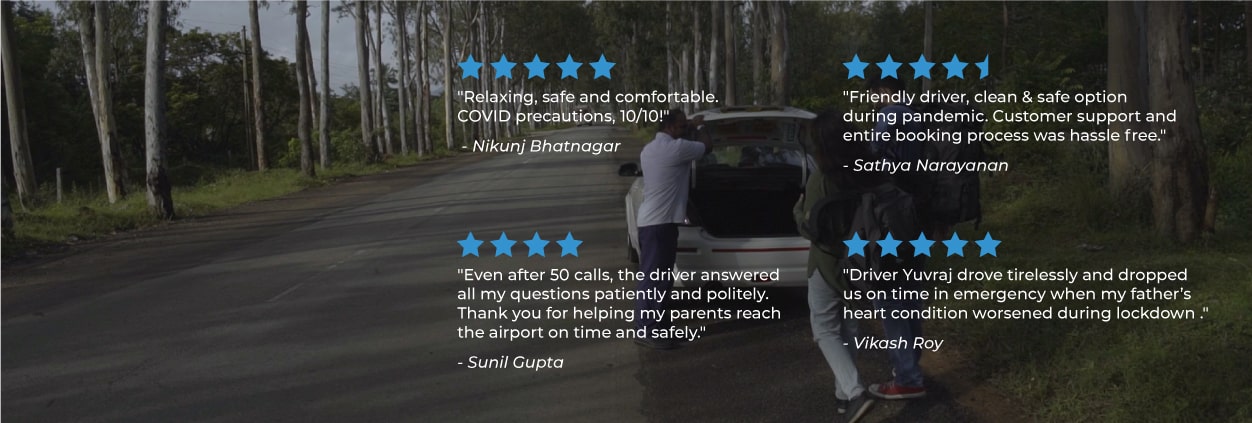 "Relaxing, safe and comfortable.
COVID precautions, 10/10!"
- Nikunj Bhatnagar
"Friendly driver, clean & safe option
during pandemic. Customer support and
entire booking process was hassle free."
- Sathya Narayanan
"Even after 50 calls, the driver answered
all my questions patiently and politely.
Thank you for helping my parents reach
the airport on time and safely."
- Sunil Gupta
"Driver Yuvraj drove tirelessly and dropped
us on time in emergency when my father's
heart condition worsened during lockdown ."
- Vikash Roy